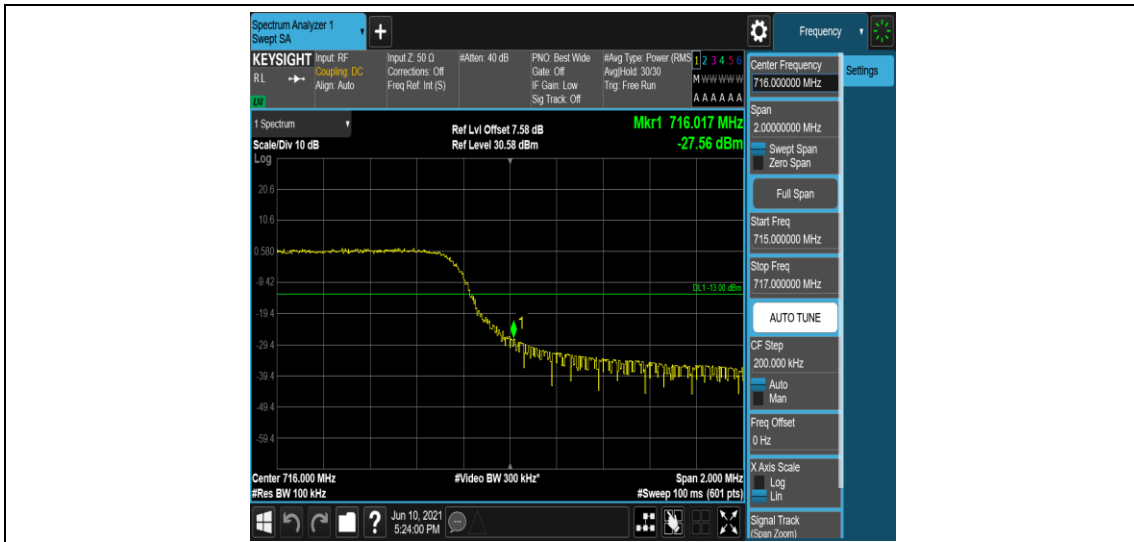 Spectrum Analyzer 1
Swept SA
+
Frequency
KEYSIGHT
RL
LXI
Input: RF
Coupling: DC
Align: Auto
Input Z: 50 Ω
Corrections: Off
Freq Ref: Int (S)
#Atten: 40 dB
PNO: Best Wide
Gate: Off
IF Gain: Low
Sig Track: Off
#Avg Type: Power (RMS
Avg|Hold: 30/30
Trig: Free Run
1 2 3 4 5 6
M W W W W W
A A A A A A
1 Spectrum
Scale/Div 10 dB
Ref Lvl Offset 7.58 dB
Ref Level 30.58 dBm
Mkr1 716.017 MHz
-27.56 dBm
Log
20.6
10.6
0.580
-9.42
-19.4
-29.4
-39.4
-49.4
-59.4
DL1 -13.00 dBm
1
Center 716.000 MHz
#Res BW 100 kHz
#Video BW 300 kHz*
Span 2.000 MHz
#Sweep 100 ms (601 pts)
Center Frequency
716.000000 MHz
Settings
Span
2.00000000 MHz
Swept Span
Zero Span
Full Span
Start Freq
715.000000 MHz
Stop Freq
717.000000 MHz
AUTO TUNE
CF Step
200.000 kHz
Auto
Man
Freq Offset
0 Hz
X Axis Scale
Log
Lin
Signal Track
(Span Zoom)
?
Jun 10, 2021
5:24:00 PM